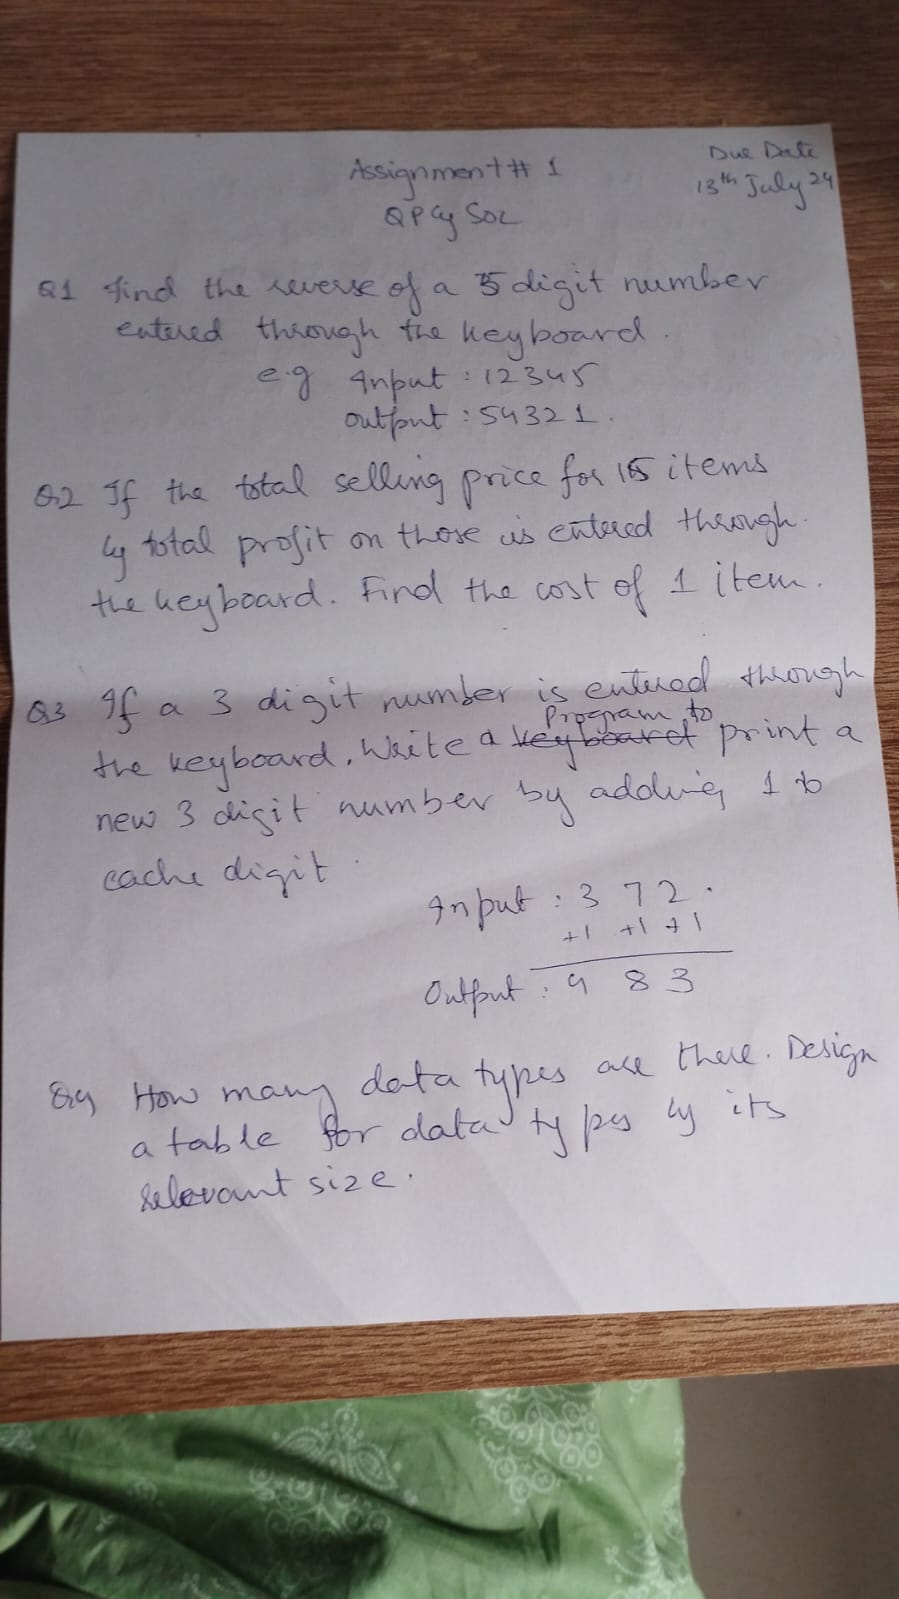 Assignment # 1
Due Date
13th July 24
QP & Sol
Q1 Find the reverse of a 5 digit number
entered through the keyboard.
e.g Input : 12345
Output : 54321.
Q2 If the total selling price for 15 items
& total profit on those is entered through
the keyboard. Find the cost of 1 item.
Q3 If a 3 digit number is entered through
the keyboard. Write a keyboard Program to print a
new 3 digit number by adding 1 to
cache digit.
Input : 3 7 2.
+1 +1 +1
Output : 4 8 3
Q4 How many data types are there. Design
a table for data types & its
relevant size.